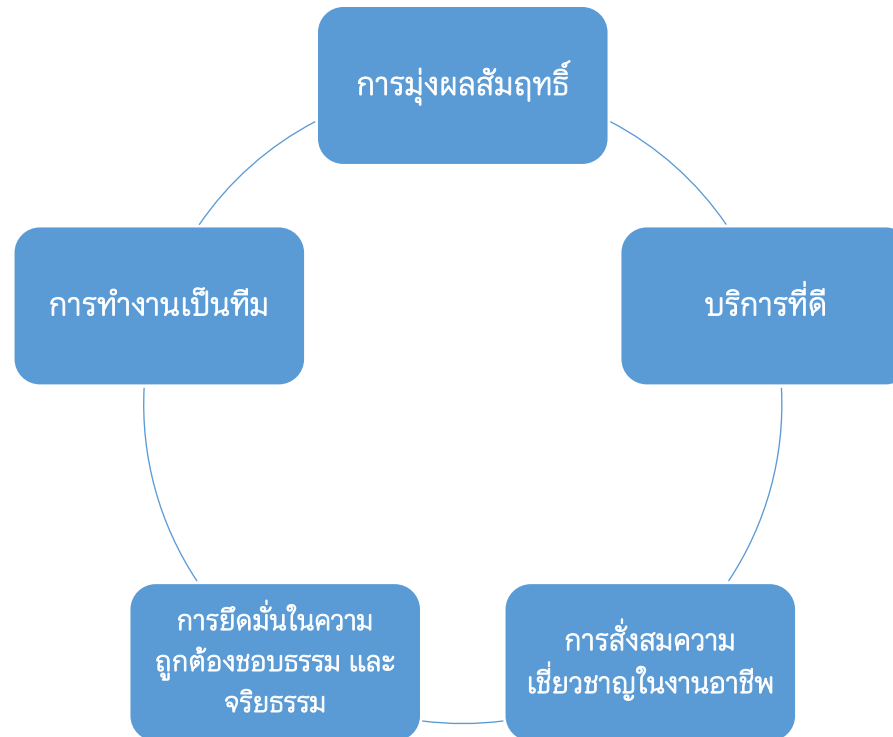 การมุ่งผลสัมฤทธิ์
บริการที่ดี
การสั่งสมความ
เชี่ยวชาญในงานอาชีพ
การยึดมั่นในความ
ถูกต้องชอบธรรม และ
จริยธรรม
การทำงานเป็นทีม